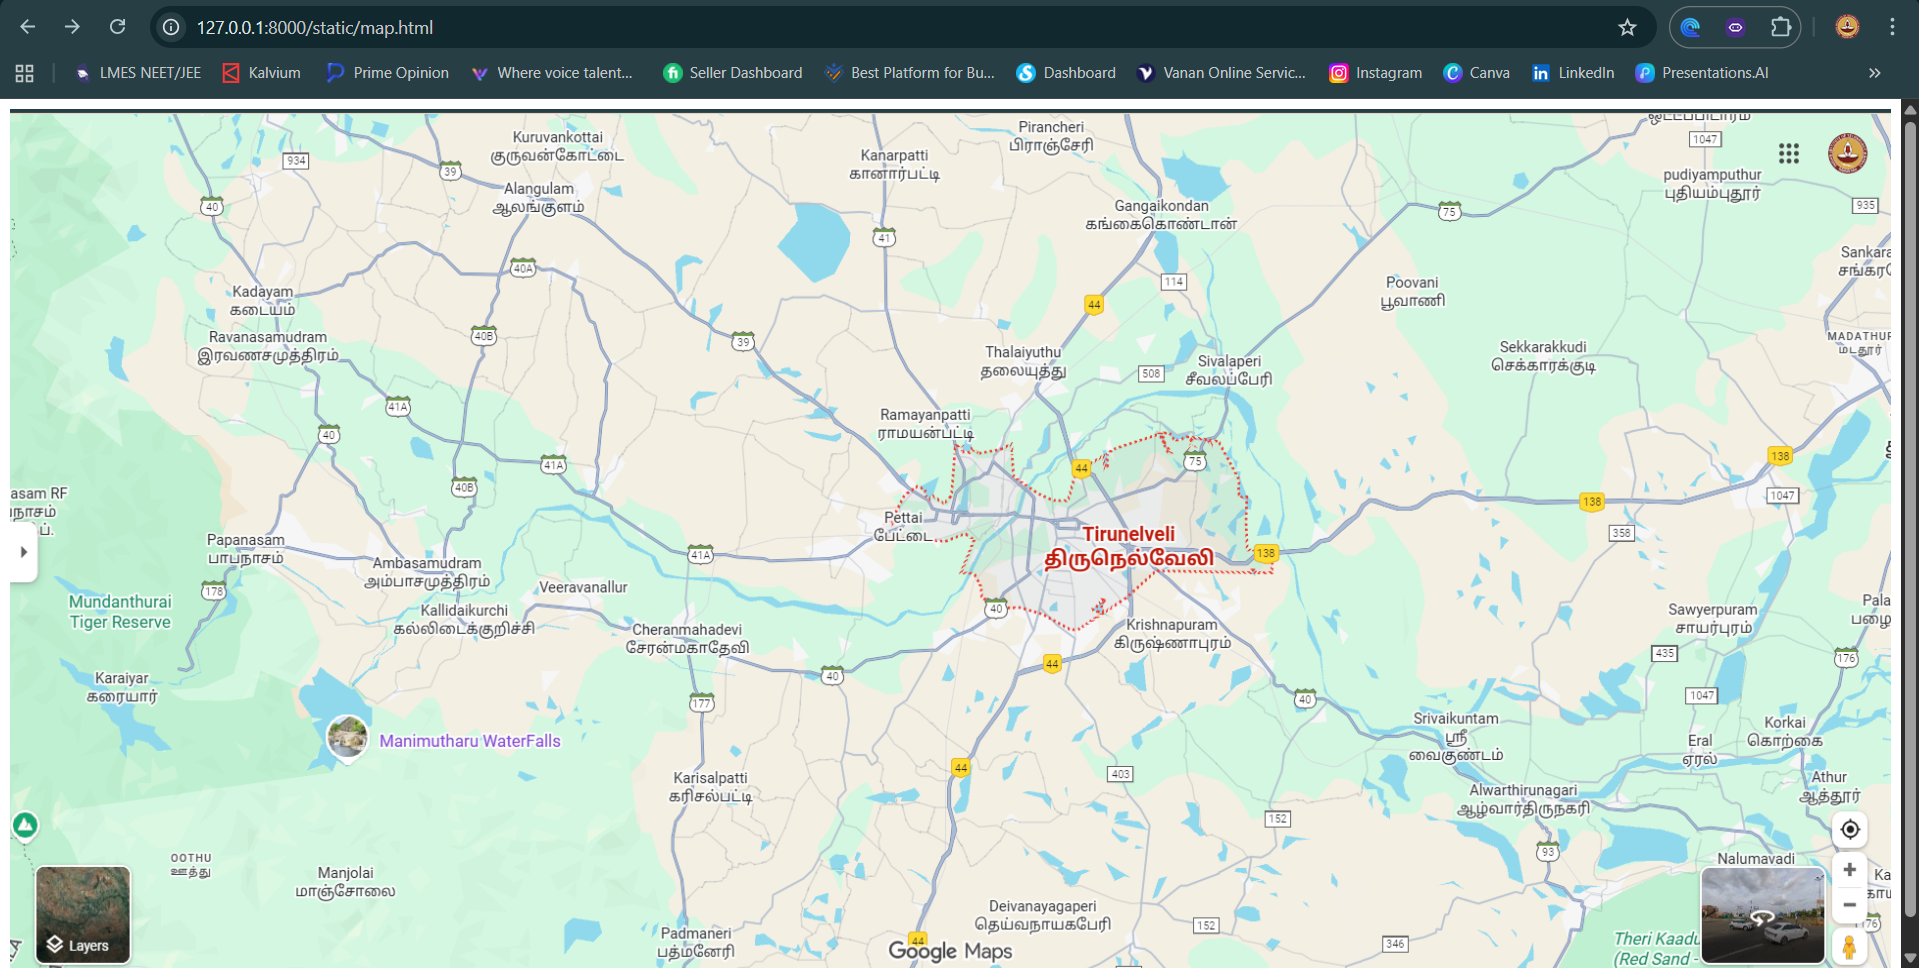 127.0.0.1:8000/static/map.html
LMES NEET/JEE
Kalvium
Prime Opinion
Where voice talent...
Seller Dashboard
Best Platform for Bu...
Dashboard
Vanan Online Servic...
Instagram
Canva
LinkedIn
Presentations.AI
Kuruvankottai
குருவன்கோட்டை
Pirancheri
பிராஞ்சேரி
1047
934
39
Kanarpatti
கானார்பட்டி
pudiyamputhur
புதியம்புதூர்
Alangulam
ஆலங்குளம்
40
Gangaikondan
கங்கைகொண்டான்
75
935
41
40A
114
Poovani
பூவாணி
Kadayam
கடையம்
44
Ravanasamudram
இரவணசமுத்திரம்
40B
39
Thalaiyuthu
தலையுத்து
508
Sivalaperi
சீவலப்பேரி
Sekkarakkudi
செக்காரக்குடி
41A
Ramayanpatti
ராமயன்பட்டி
40
41A
44
75
138
40B
138
1047
asam RF
Pettai
பேட்டை
Tirunelveli
திருநெல்வேலி
358
138
Papanasam
பாபநாசம்
41A
Ambasamudram
அம்பாசமுத்திரம்
Veeravanallur
178
Mundanthurai
Tiger Reserve
Kallidaikurchi
கல்லிடைக்குறிச்சி
40
Cheranmahadevi
சேரன்மகாதேவி
Krishnapuram
கிருஷ்ணாபுரம்
Sawyerpuram
சாயர்புரம்
44
40
435
176
Karaiyar
கரையார்
177
40
1047
Srivaikuntam
ஸ்ரீ
வைகுண்டம்
Korkai
கொற்கை
Eral
ஏரல்
Manimutharu WaterFalls
44
403
Karisalpatti
கரிசல்பட்டி
Athur
ஆத்தூர்
Alwarthirunagari
ஆழ்வார்திருநகரி
152
93
OOTHU
ஊத்து
Manjolai
மாஞ்சோலை
Nalumavadi
Deivanayagaperi
தெய்வநாயகபேரி
152
346
176
Padmaneri
பத்மனேரி
44
Layers
Google Maps
Theri Kaadu
(Red Sand -